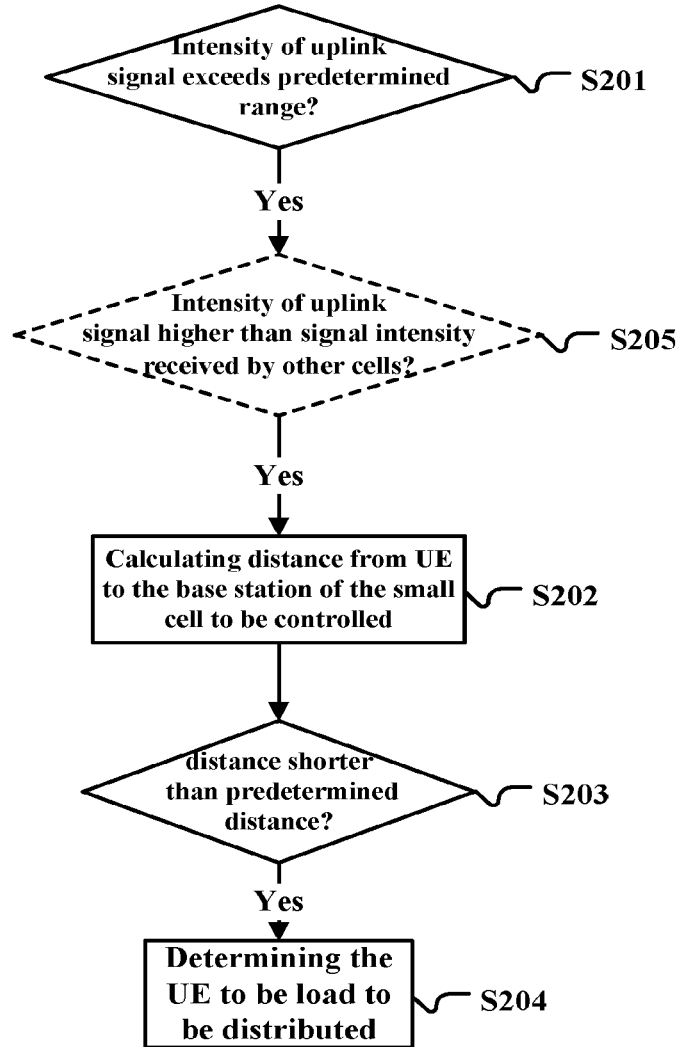 Intensity of uplink
signal exceeds predetermined
range?
S201
Yes
Intensity of uplink
signal higher than signal intensity
received by other cells?
S205
Yes
Calculating distance from UE
to the base station of the small
cell to be controlled
S202
distance shorter
than predetermined
distance?
S203
Yes
Determining the
UE to be load to
be distributed
S204